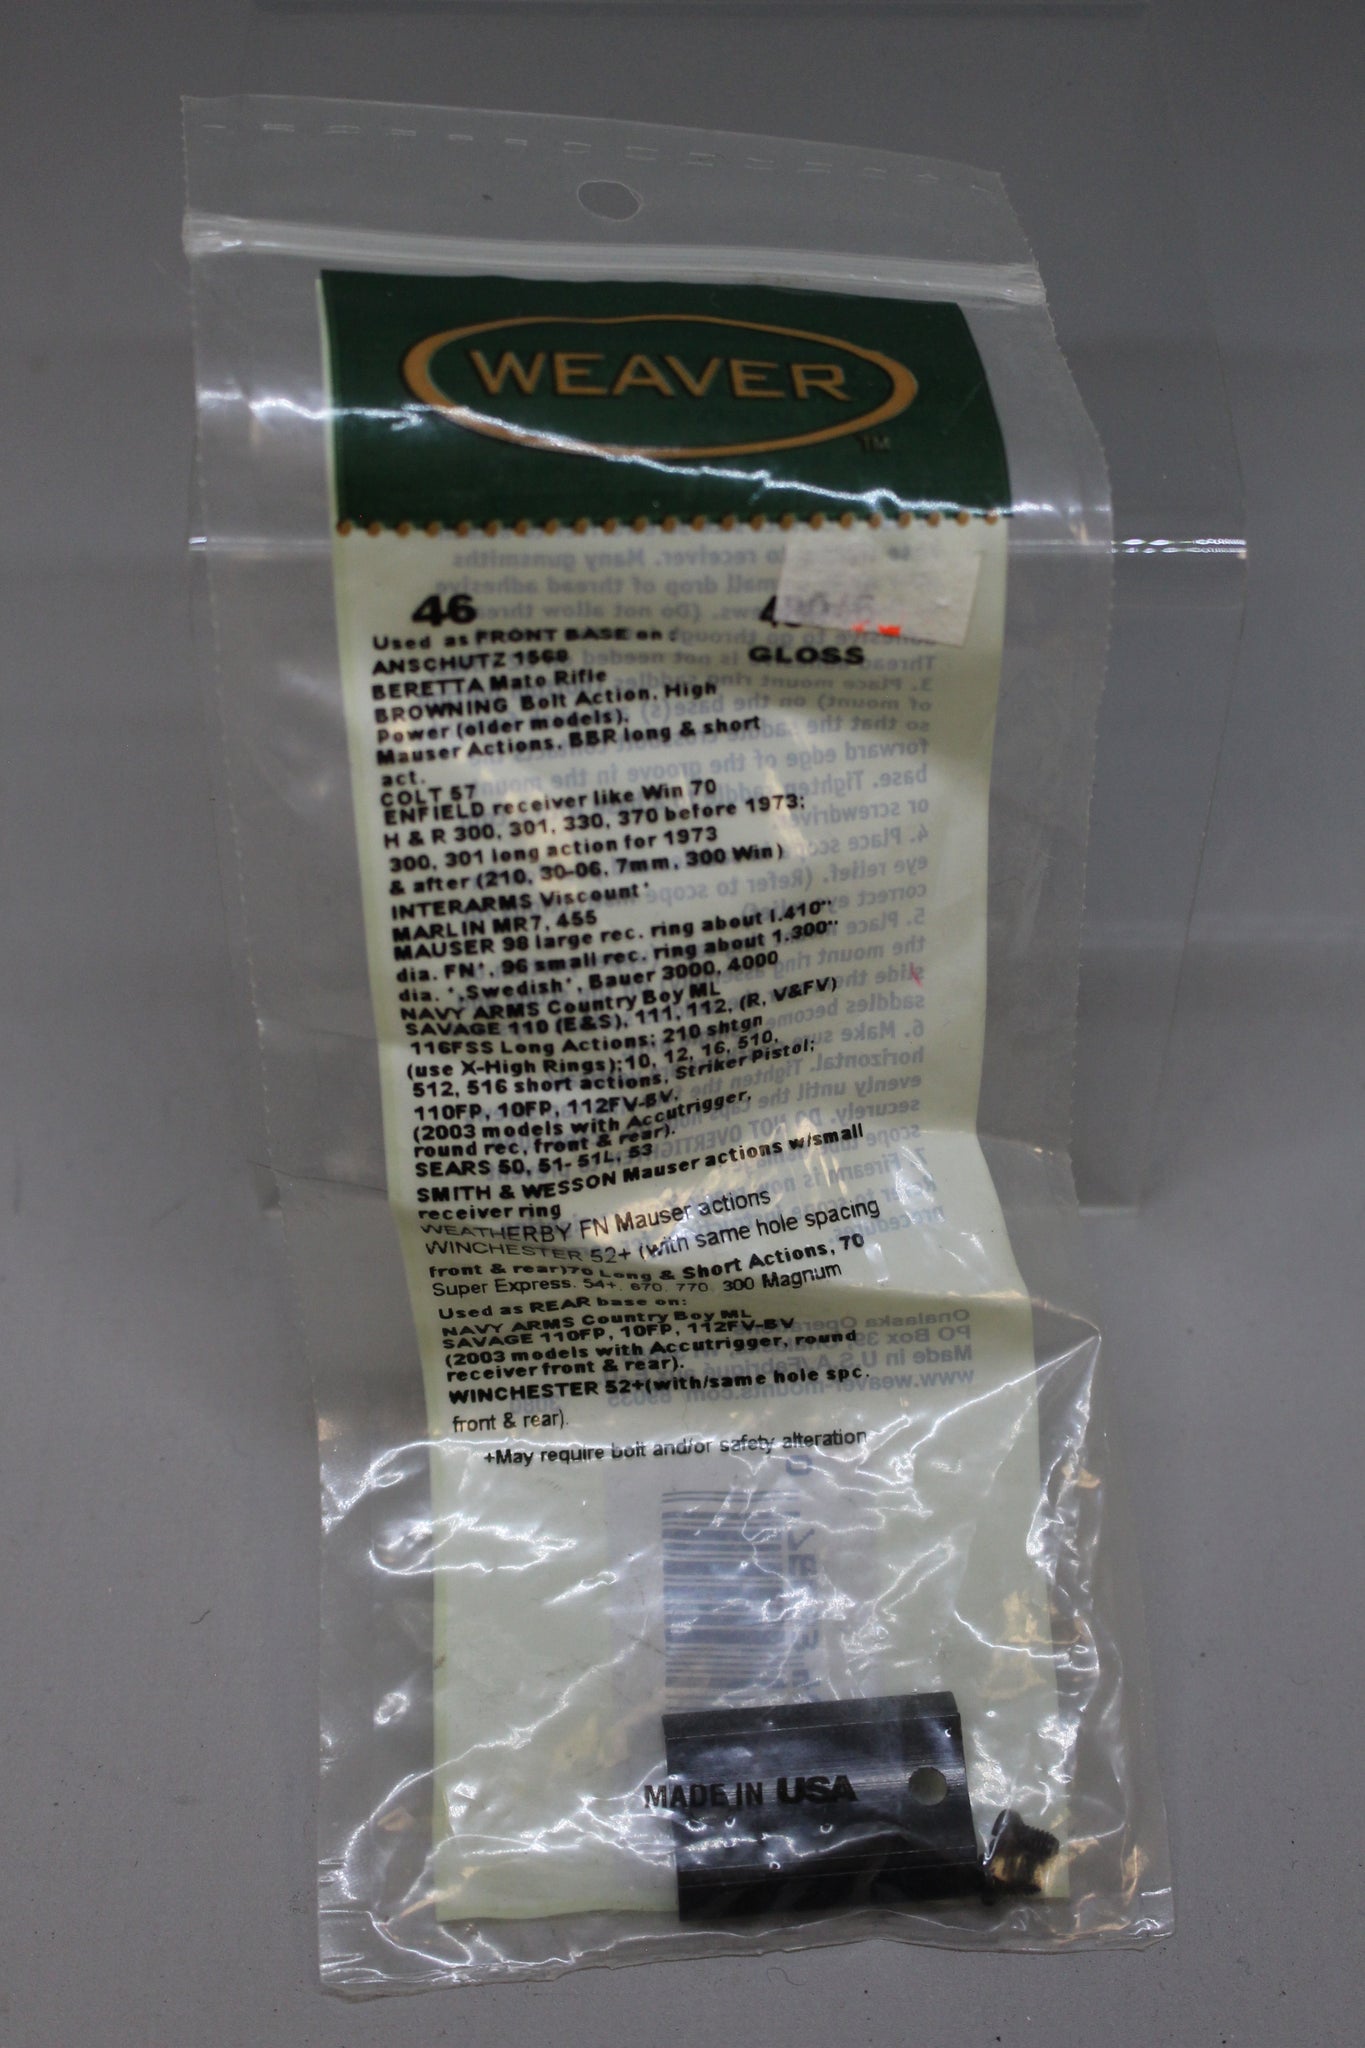 WEAVER
TM
46
GLOSS
Used as FRONT BASE on:
ANSCHUTZ 1568
BERETTA Mato Rifle
BROWNING Bolt Action, High
Power (older models),
Mauser Actions, BBR long & short
act.
COLT 57
ENFIELD receiver like Win 70
H & R 300, 301, 330, 370 before 1973;
300, 301 long action for 1973
& after (210, 30-06, 7mm, 300 Win)
INTERARMS Viscount+
MARLIN MR7, 455
MAUSER 98 large rec. ring about 1.410"
dia. FN+, 96 small rec. ring about 1.300"
dia. +, Swedish+, Bauer 3000, 4000
NAVY ARMS Country Boy ML
SAVAGE 110 (E&S), 111, 112, (R, V&FV)
116FSS Long Actions; 210 shtgn
(use X-High Rings);10, 12, 16, 510,
512, 516 short actions, Striker Pistol;
110FP, 10FP, 112FV-BV,
(2003 models with Accutrigger,
round rec, front & rear).
SEARS 50, 51- 51L, 53
SMITH & WESSON Mauser actions w/small
receiver ring
WEATHERBY FN Mauser actions
WINCHESTER 52+ (with same hole spacing
front & rear)70 Long & Short Actions, 70
Super Express, 54+, 670, 770, 300 Magnum
Used as REAR base on:
NAVY ARMS Country Boy ML
SAVAGE 110FP, 10FP, 112FV-BV
(2003 models with Accutrigger, round
receiver front & rear).
WINCHESTER 52+(with/same hole spc.
front & rear).
+May require bolt and/or safety alteration
MADE IN USA